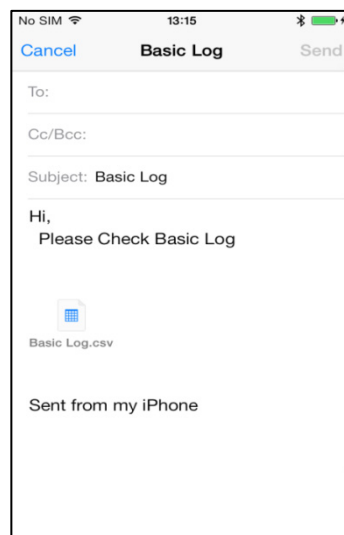 No SIM 13:15
Cancel Basic Log Send
To:
Cc/Bcc:
Subject: Basic Log
Hi,
Please Check Basic Log
Basic Log.csv
Sent from my iPhone